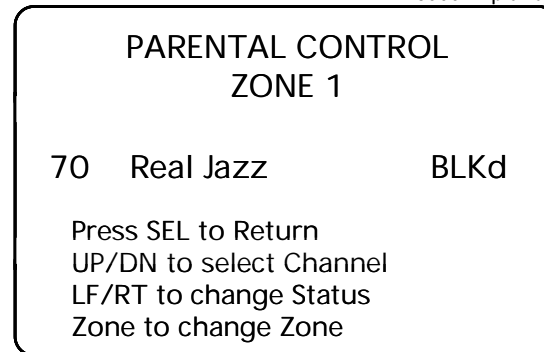 PARENTAL CONTROL
ZONE 1
70 Real Jazz BLKd
Press SEL to Return
UP/DN to select Channel
LF/RT to change Status
Zone to change Zone